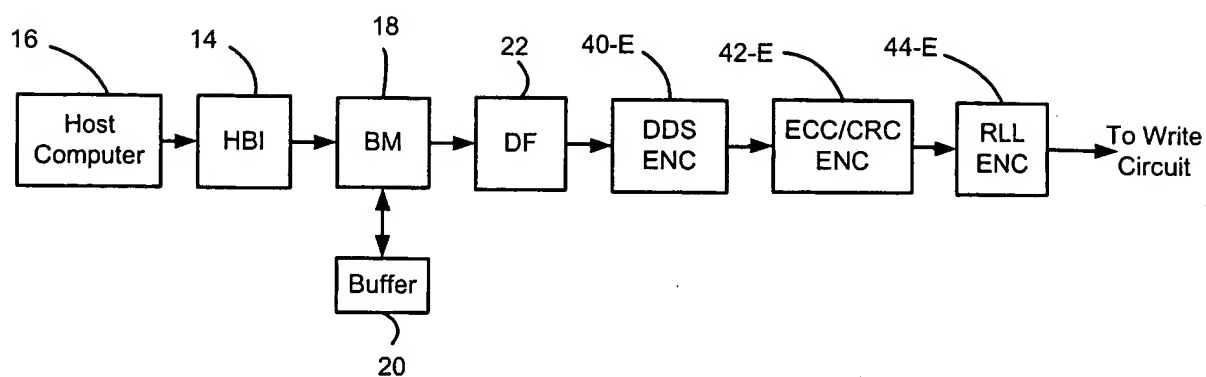 16
14
18
22
40-E
42-E
44-E
Host
Computer
HBI
BM
DF
DDS
ENC
ECC/CRC
ENC
RLL
ENC
To Write
Circuit
Buffer
20